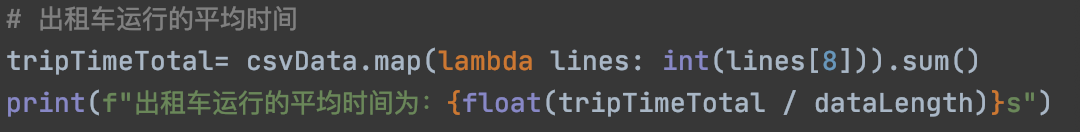 # 出租车运行的平均时间
tripTimeTotal= csvData.map(lambda lines: int(lines[8])).sum()
print(f"出租车运行的平均时间为: {float(tripTimeTotal / dataLength)}s")